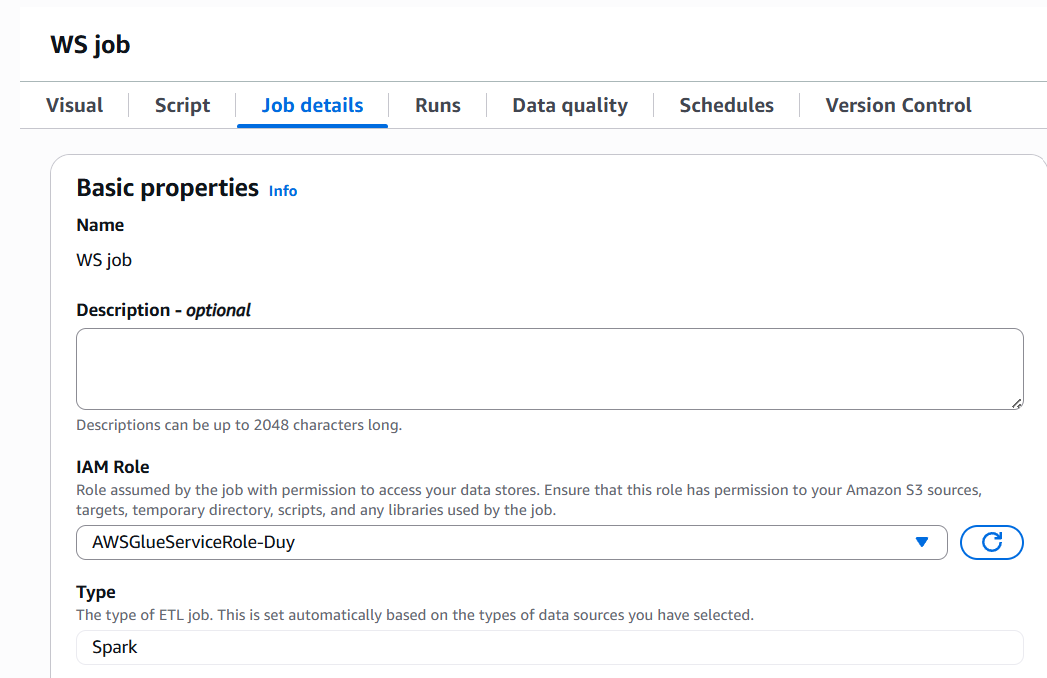 WS job
Visual
Script
Job details
Runs
Data quality
Schedules
Version Control
Basic properties Info
Name
WS job
Description - optional
Descriptions can be up to 2048 characters long.
IAM Role
Role assumed by the job with permission to access your data stores. Ensure that this role has permission to your Amazon S3 sources,
targets, temporary directory, scripts, and any libraries used by the job.
AWSGlueServiceRole-Duy
Type
The type of ETL job. This is set automatically based on the types of data sources you have selected.
Spark